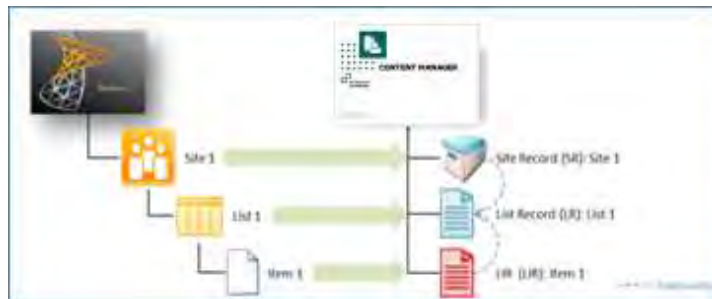 CONTENT MANAGER
Site 1
Site Record (SR): Site 1
List 1
List Record (LR): List 1
Item 1
LIR (LIR): Item 1